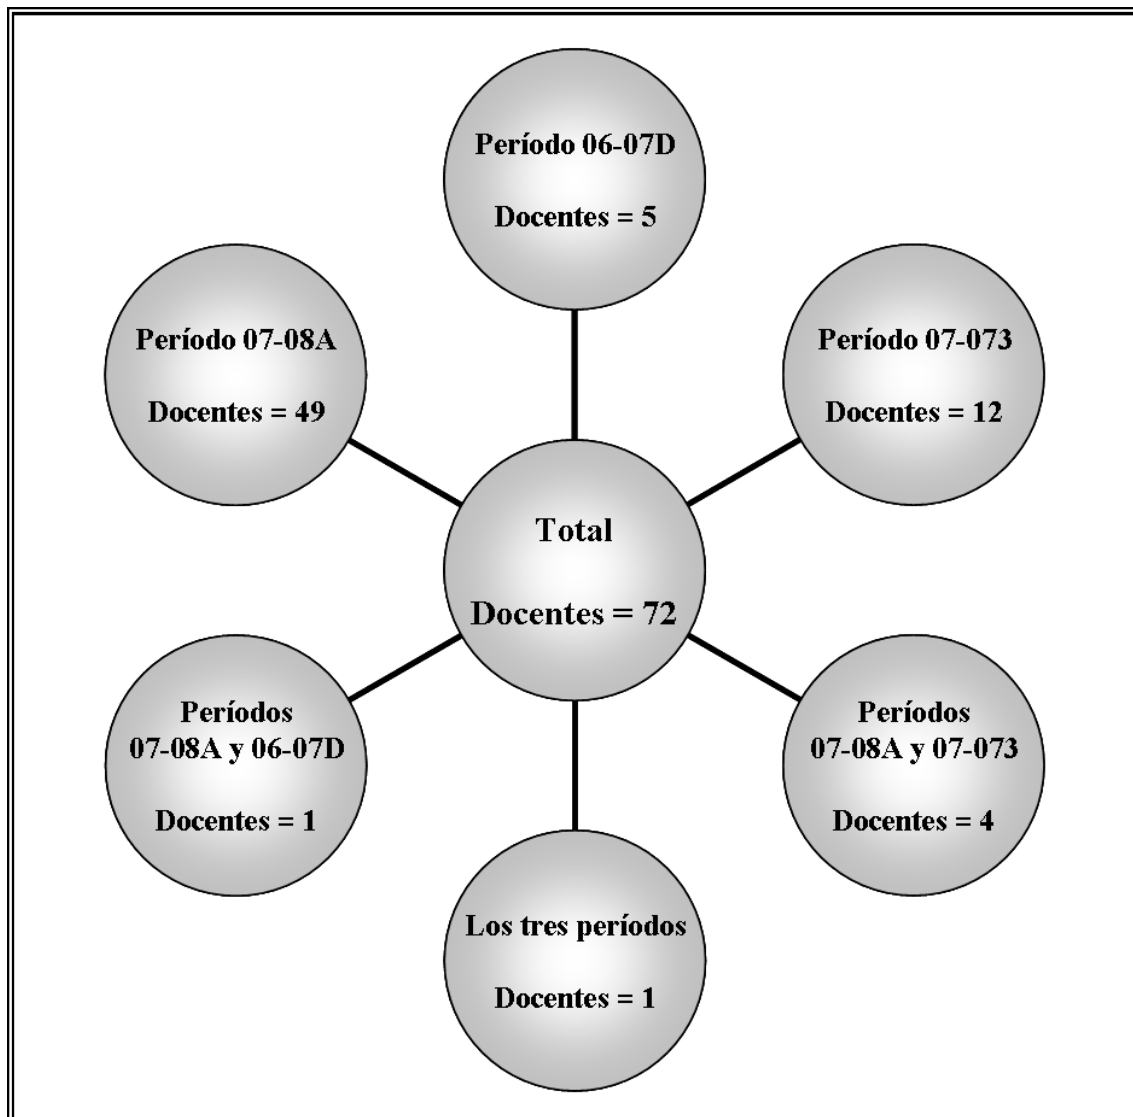 Período 06-07D
Docentes = 5
Período 07-08A
Docentes = 49
Período 07-073
Docentes = 12
Total
Docentes = 72
Períodos
07-08A y 06-07D
Docentes = 1
Períodos
07-08A y 07-073
Docentes = 4
Los tres períodos
Docentes = 1